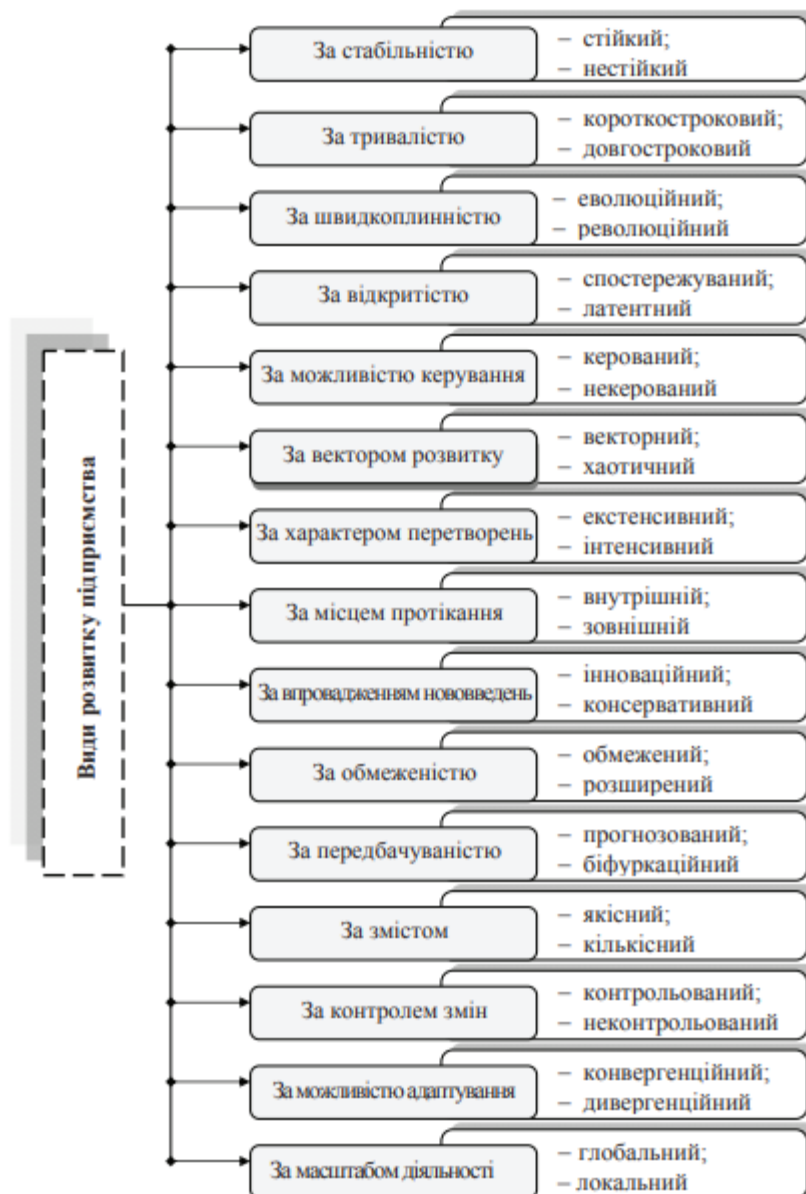 Види розвитку підприємства
За стабільністю
– стійкий;
– нестійкий
За тривалістю
– короткостроковий;
– довгостроковий
За швидкоплинністю
– еволюційний;
– революційний
За відкритістю
– спостережуваний;
– латентний
За можливістю керування
– керований;
– некерований
За вектором розвитку
– векторний;
– хаотичний
За характером перетворень
– екстенсивний;
– інтенсивний
За місцем протікання
– внутрішній;
– зовнішній
За впровадженням нововведень
– інноваційний;
– консервативний
За обмеженістю
– обмежений;
– розширений
За передбачуваністю
– прогнозований;
– біфуркаційний
За змістом
– якісний;
– кількісний
За контролем змін
– контрольований;
– неконтрольований
За можливістю адаптування
– конвергенційний;
– дивергенційний
За масштабом діяльності
– глобальний;
– локальний